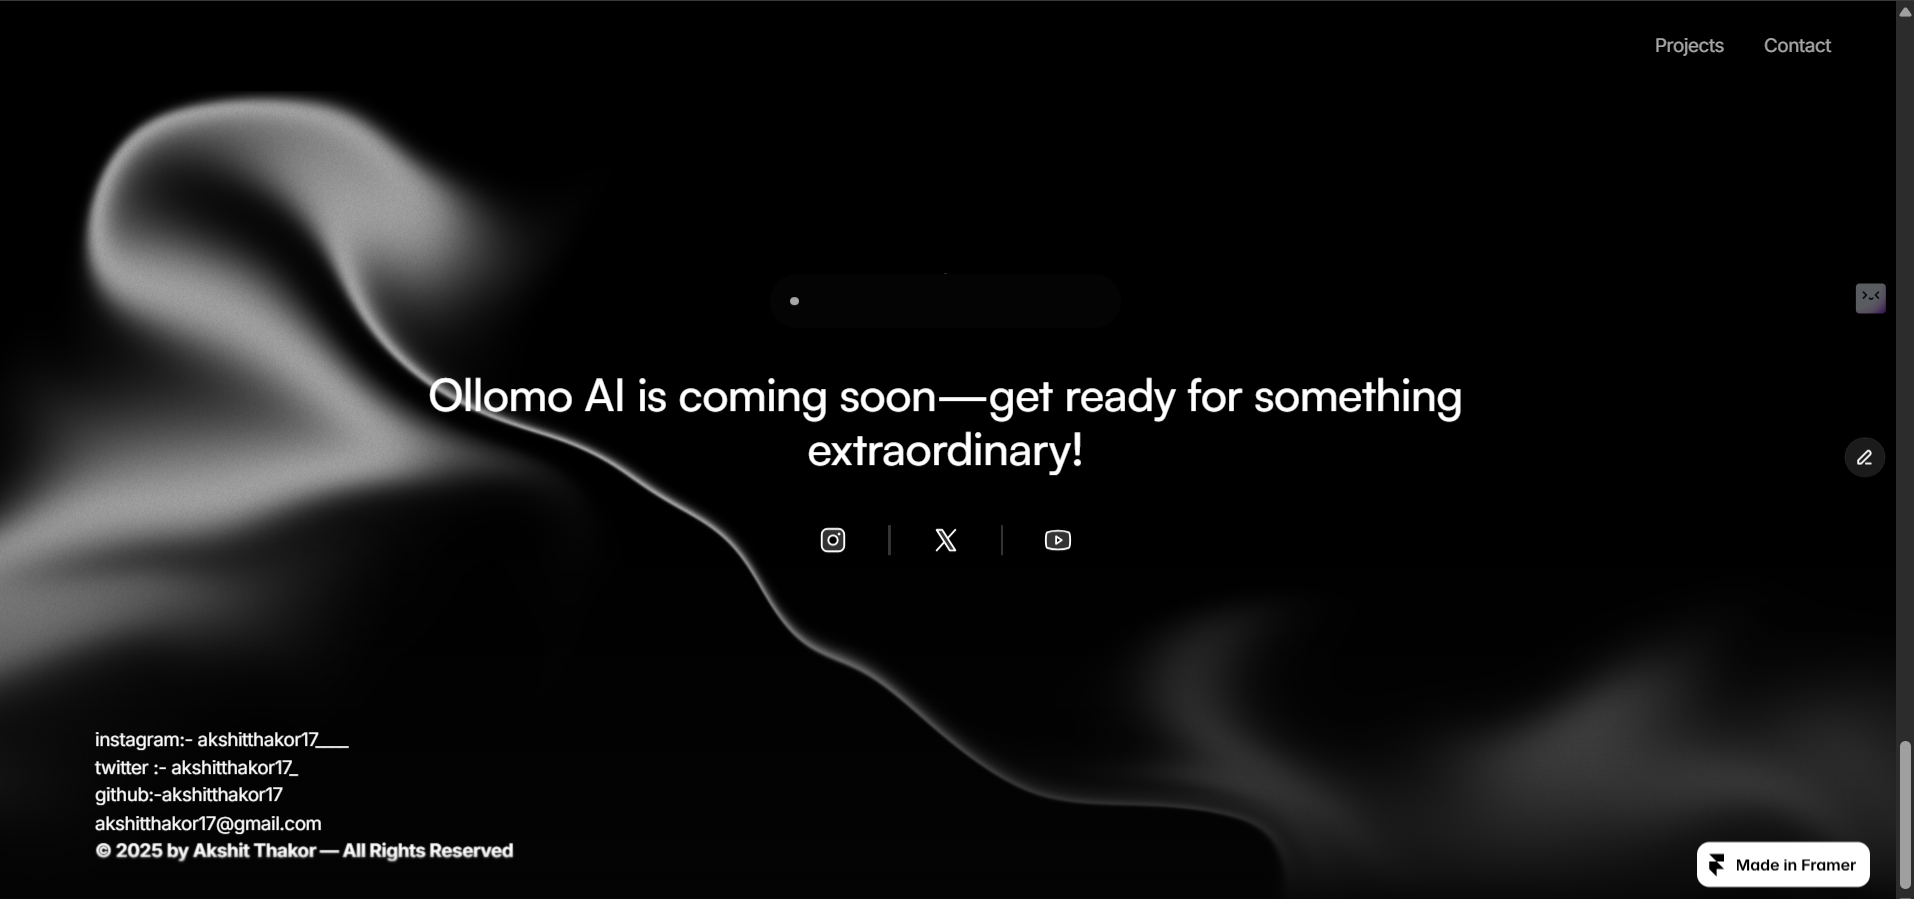 Projects Contact
Ollomo AI is coming soon—get ready for something
extraordinary!
instagram:- akshitthakor17____
twitter :- akshitthakor17_
github:-akshitthakor17
akshitthakor17@gmail.com
© 2025 by Akshit Thakor — All Rights Reserved
Made in Framer